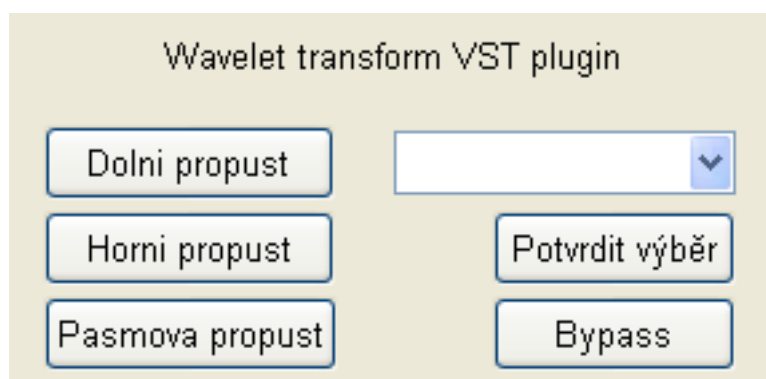 Wavelet transform VST plugin
Dolni propust
Horni propust
Potvrdit výběr
Pasmova propust
Bypass